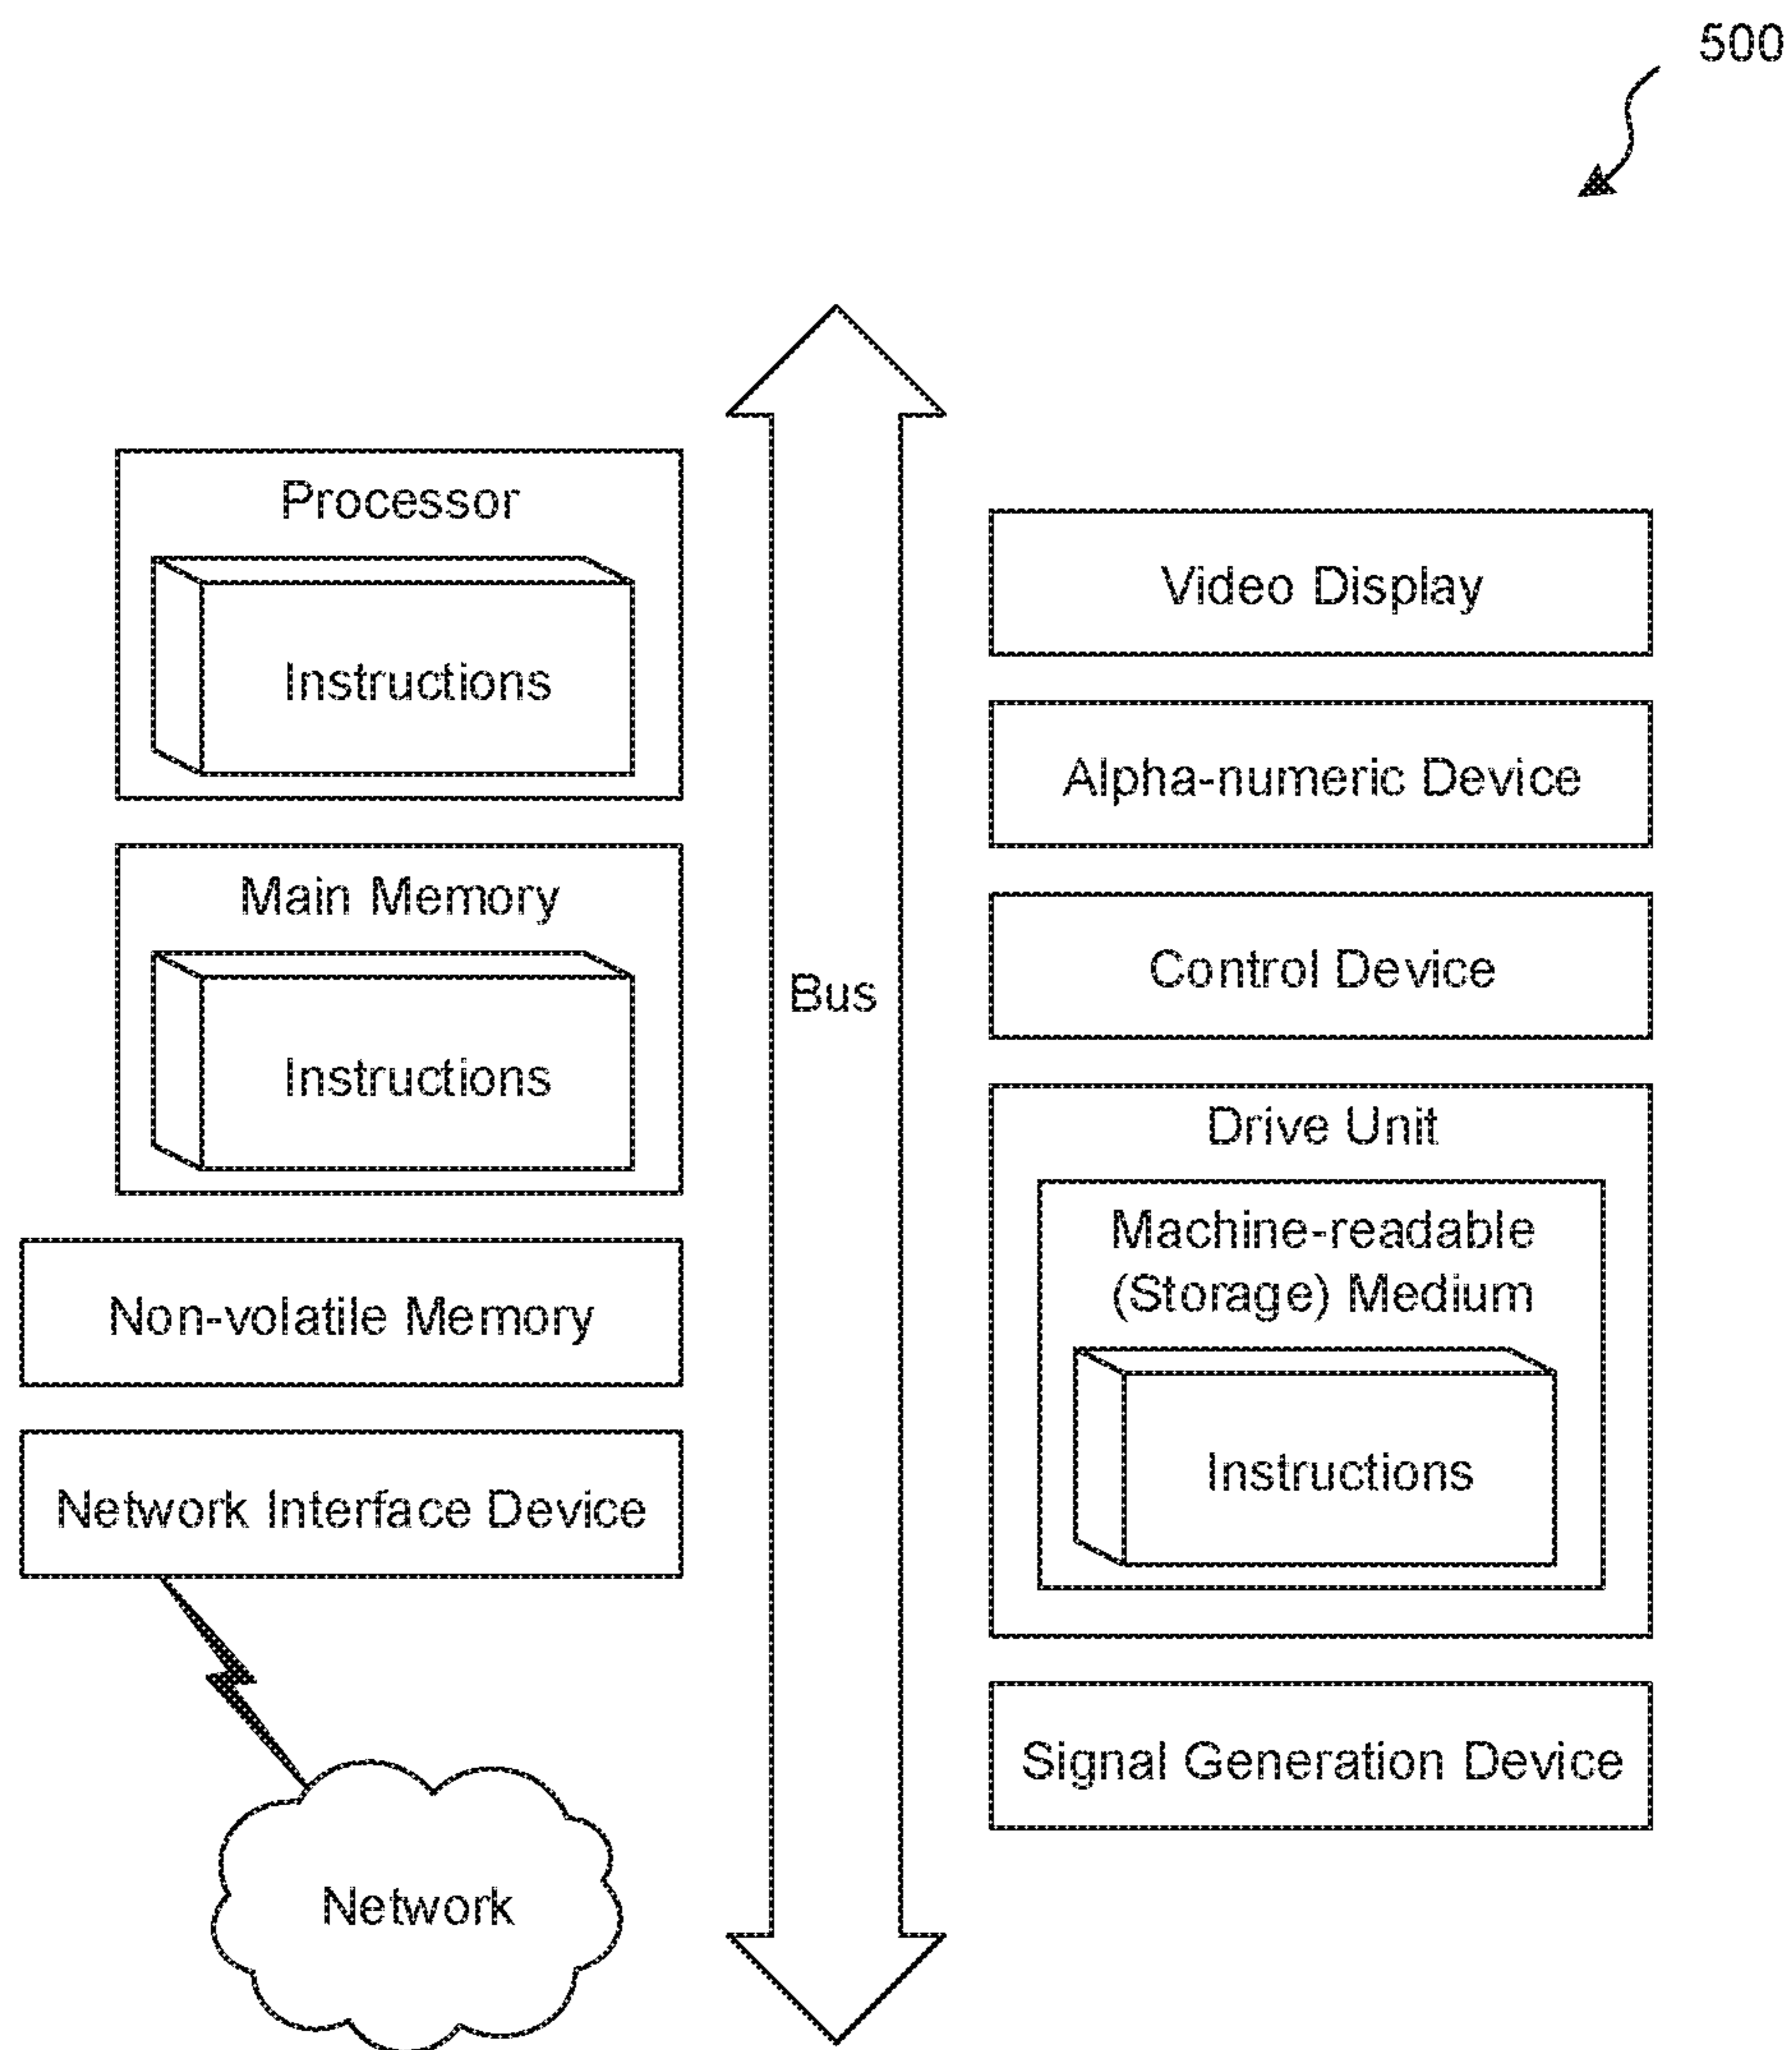 500
Processor
Instructions
Main Memory
Instructions
Non-volatile Memory
Network Interface Device
Network
Bus
Video Display
Alpha-numeric Device
Control Device
Drive Unit
Machine-readable
(Storage) Medium
Instructions
Signal Generation Device